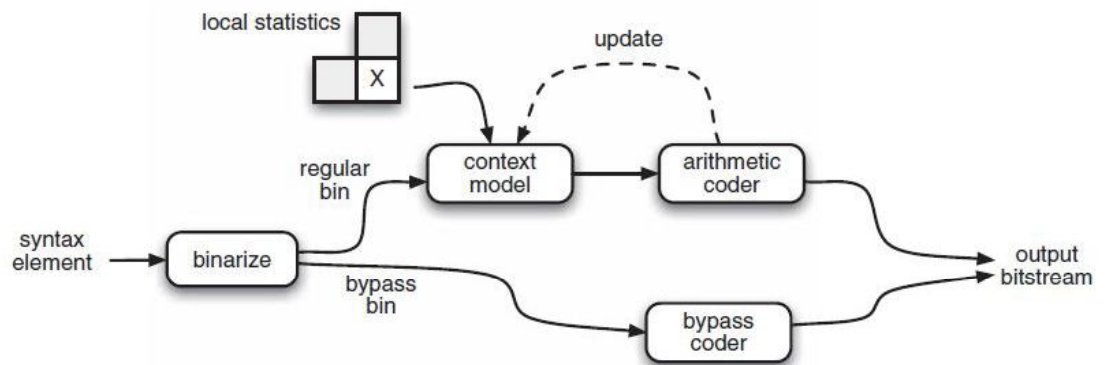 local statistics
X
update
regular
bin
context
model
arithmetic
coder
syntax
element
binarize
bypass
bin
output
bitstream
bypass
coder